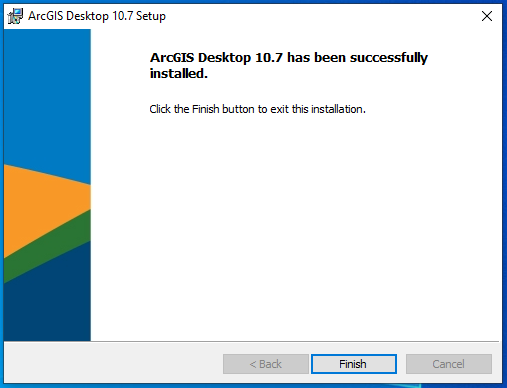 ArcGIS Desktop 10.7 Setup
ArcGIS Desktop 10.7 has been successfully
installed.
Click the Finish button to exit this installation.
< Back
Finish
Cancel